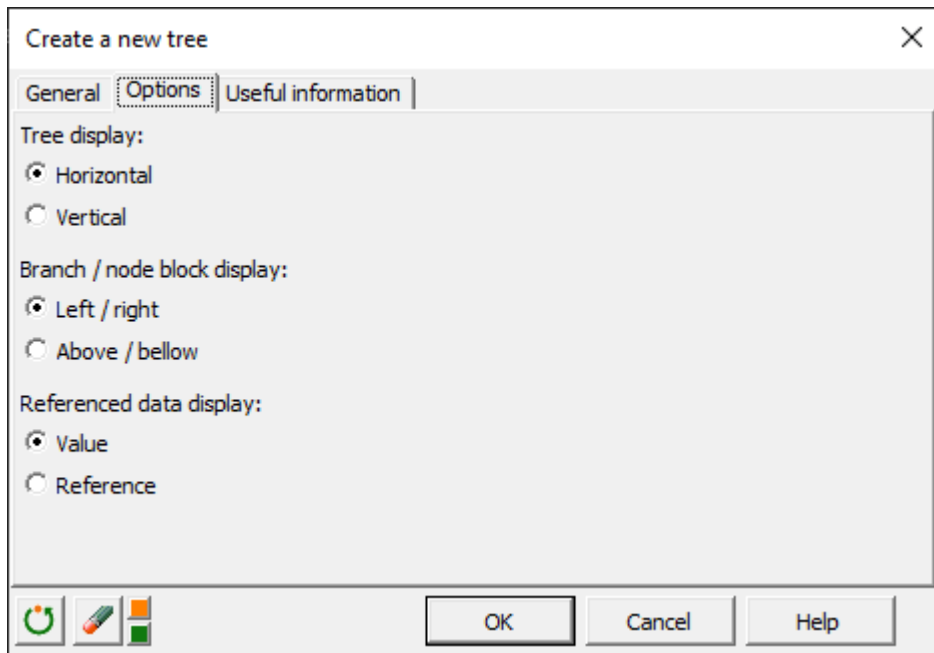 Create a new tree
General Options Useful information
Tree display:
Horizontal
Vertical
Branch / node block display:
Left / right
Above / bellow
Referenced data display:
Value
Reference
OK Cancel Help